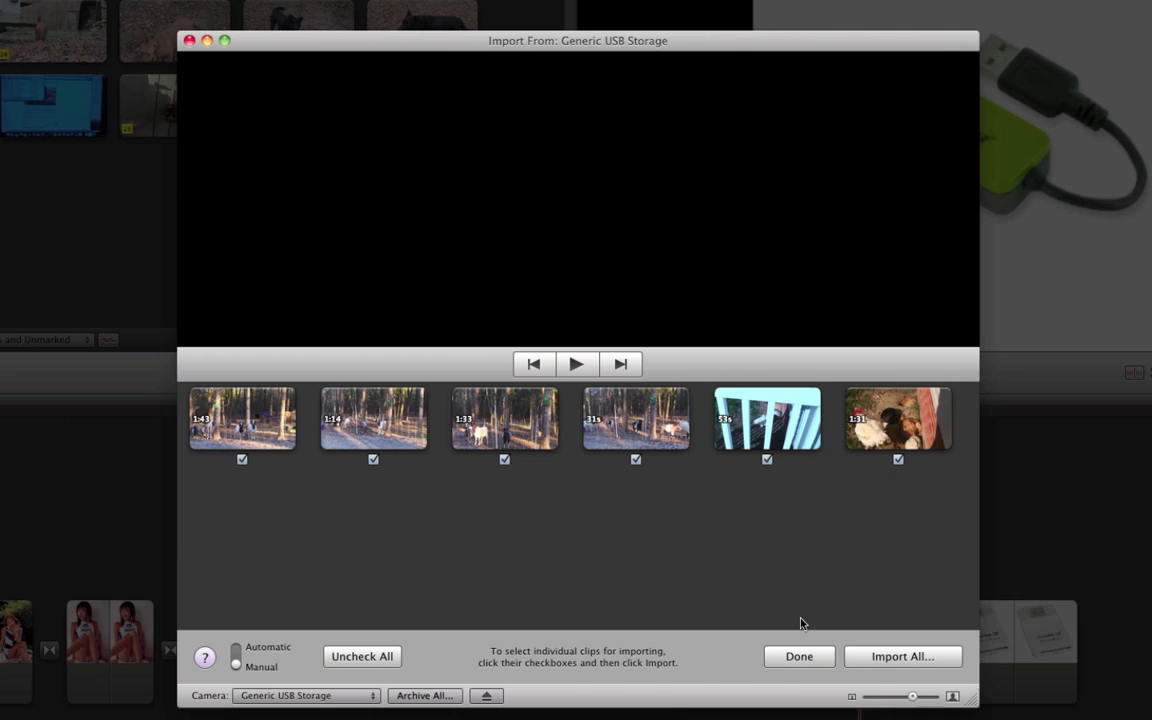 Import From: Generic USB Storage
s and Unmarked
1:43
1:14
1:33
31s
53s
1:31
Automatic
Manual
Uncheck All
To select individual clips for importing,
click their checkboxes and then click Import.
Done
Import All...
Camera:
Generic USB Storage
Archive All...
?